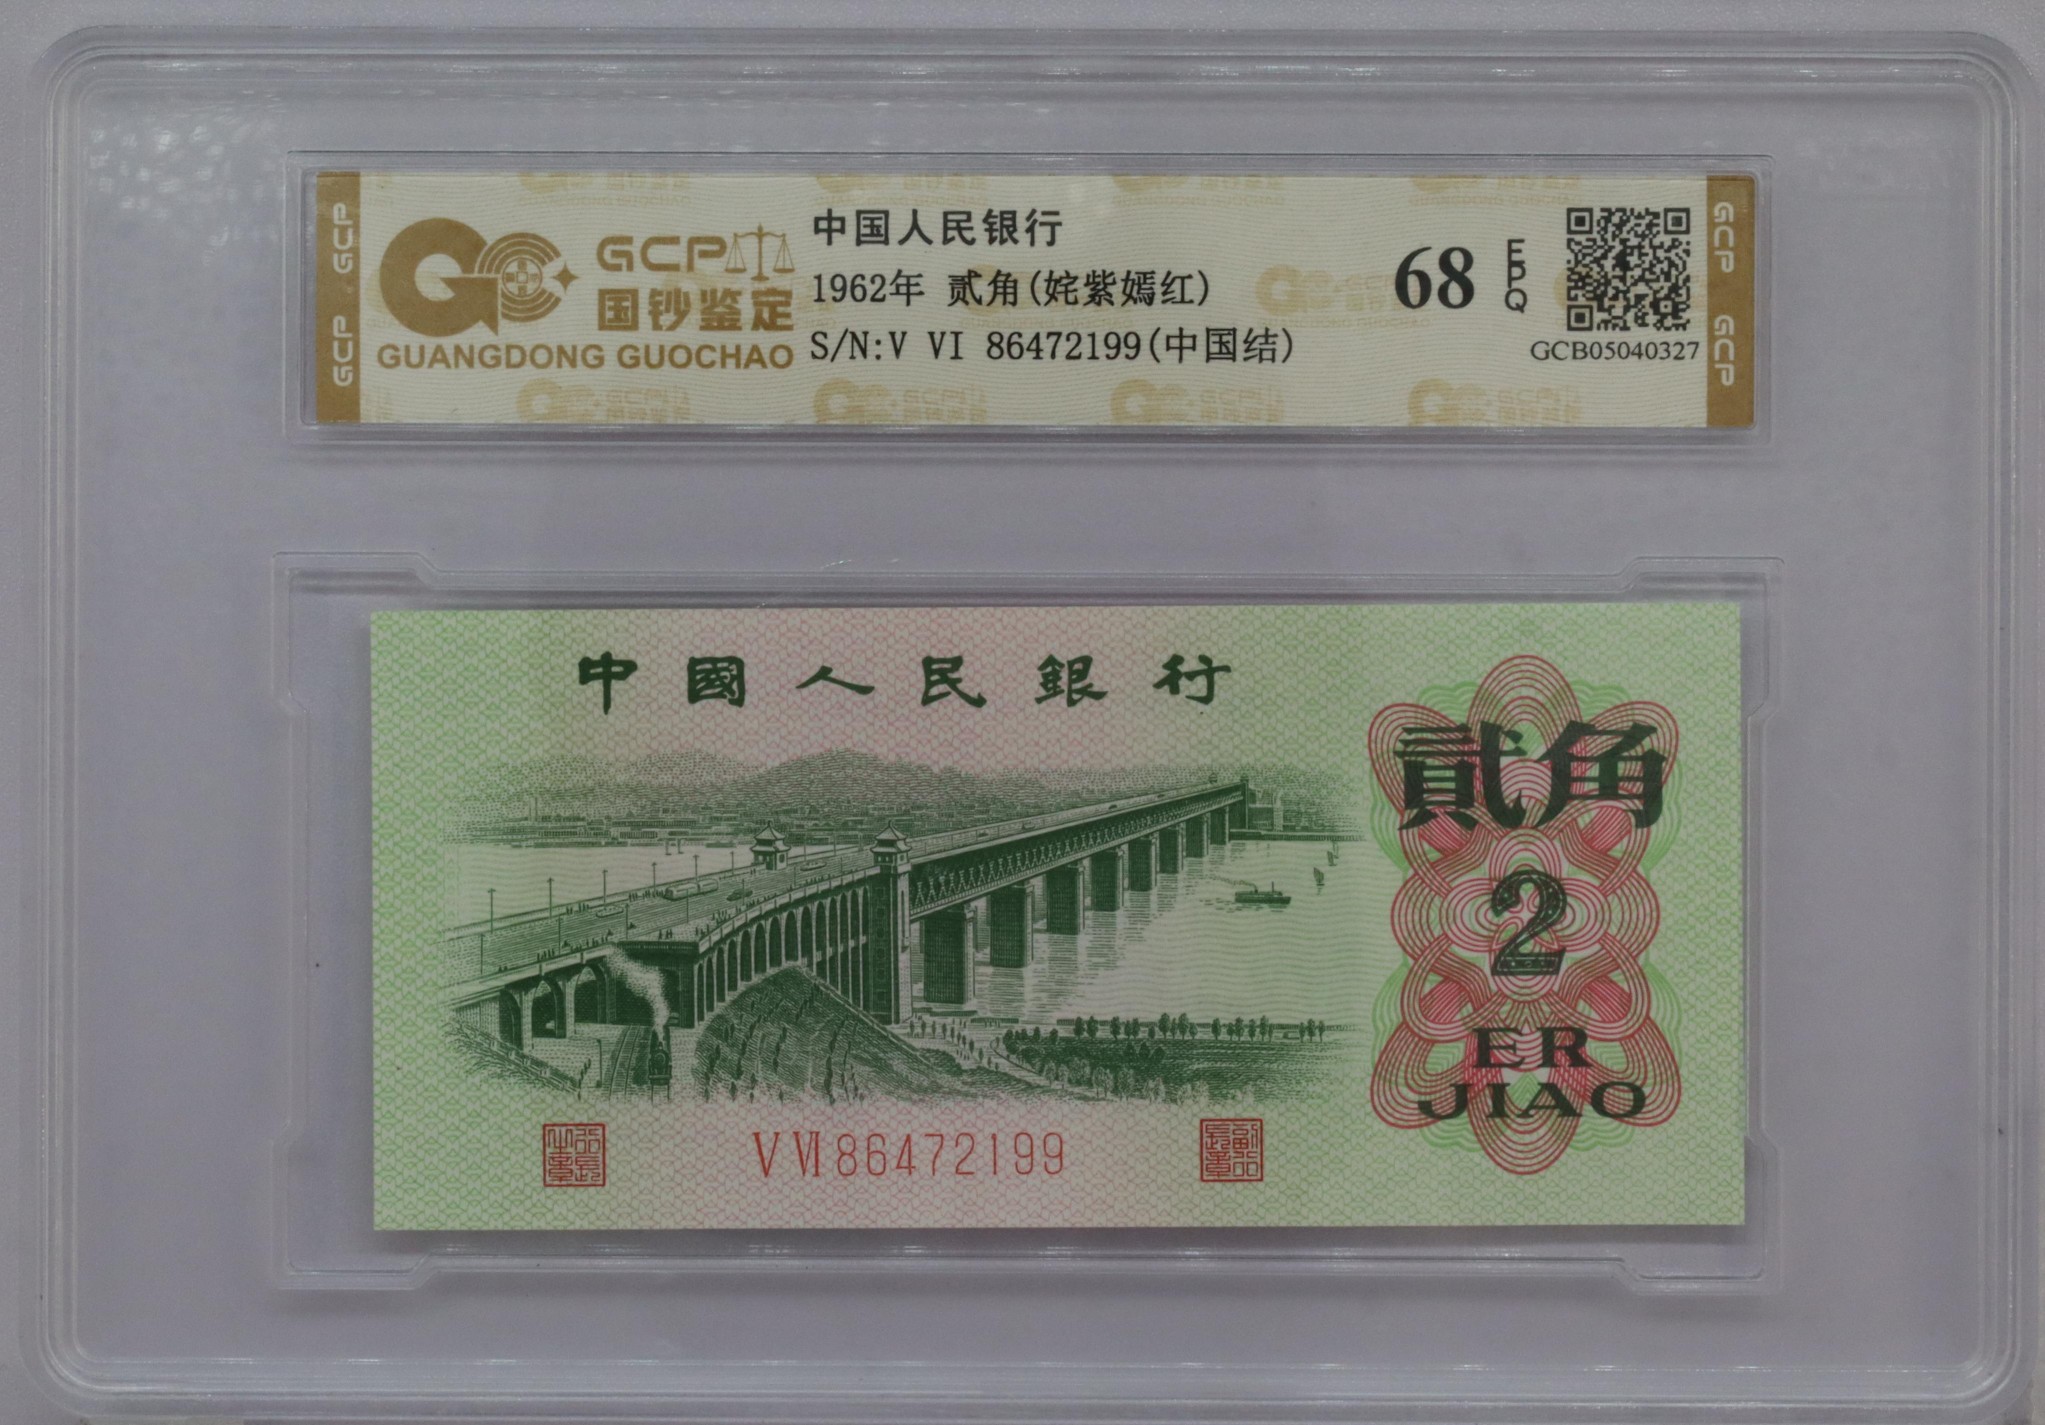 GCP
国钞鉴定
GUANGDONG GUOCHAO
中国人民银行
1962年 贰角(姹紫嫣红)
S/N:V VI 86472199(中国结)
68
EPQ
GCB05040327
GCP
GCP
GCP
GCP
中國人民銀行
貳角
2
ER
JIAO
V VI 86472199